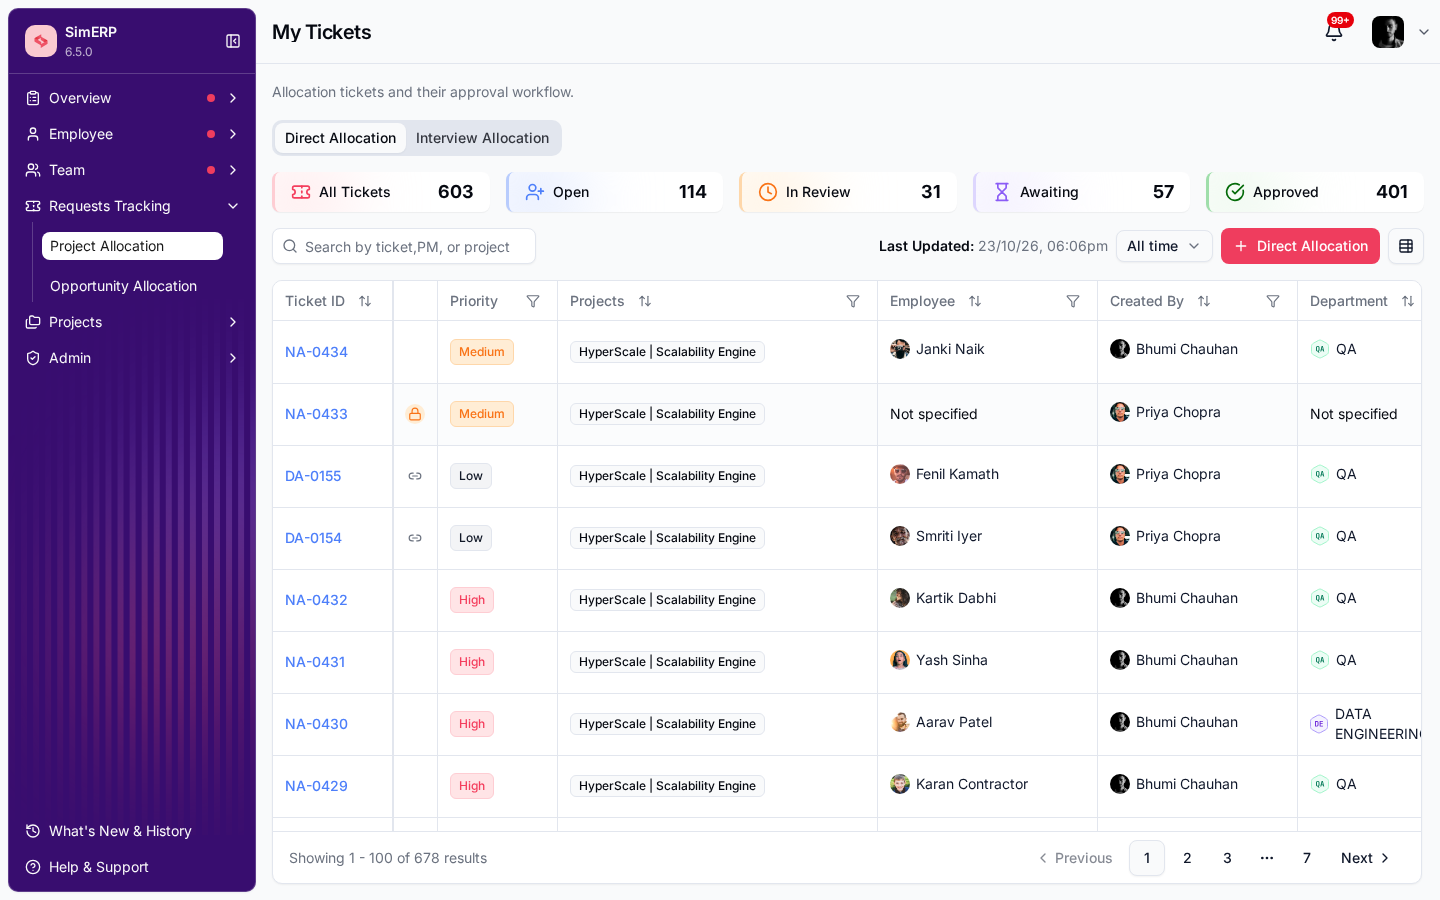 SimERP
6.5.0
Overview
Employee
Team
Requests Tracking
Project Allocation
Opportunity Allocation
Projects
Admin
What's New & History
Help & Support
My Tickets
99+
Allocation tickets and their approval workflow.
Direct Allocation Interview Allocation
All Tickets 603
Open 114
In Review 31
Awaiting 57
Approved 401
Search by ticket,PM, or project
Last Updated: 23/10/26, 06:06pm
All time
Direct Allocation
Ticket ID Priority Projects Employee Created By Department
NA-0434 Medium HyperScale | Scalability Engine Janki Naik Bhumi Chauhan QA QA
NA-0433 Medium HyperScale | Scalability Engine Not specified Priya Chopra Not specified
DA-0155 Low HyperScale | Scalability Engine Fenil Kamath Priya Chopra QA QA
DA-0154 Low HyperScale | Scalability Engine Smriti Iyer Priya Chopra QA QA
NA-0432 High HyperScale | Scalability Engine Kartik Dabhi Bhumi Chauhan QA QA
NA-0431 High HyperScale | Scalability Engine Yash Sinha Bhumi Chauhan QA QA
NA-0430 High HyperScale | Scalability Engine Aarav Patel Bhumi Chauhan DE DATA
ENGINEERING
NA-0429 High HyperScale | Scalability Engine Karan Contractor Bhumi Chauhan QA QA
Showing 1 - 100 of 678 results
Previous 1 2 3 ••• 7 Next